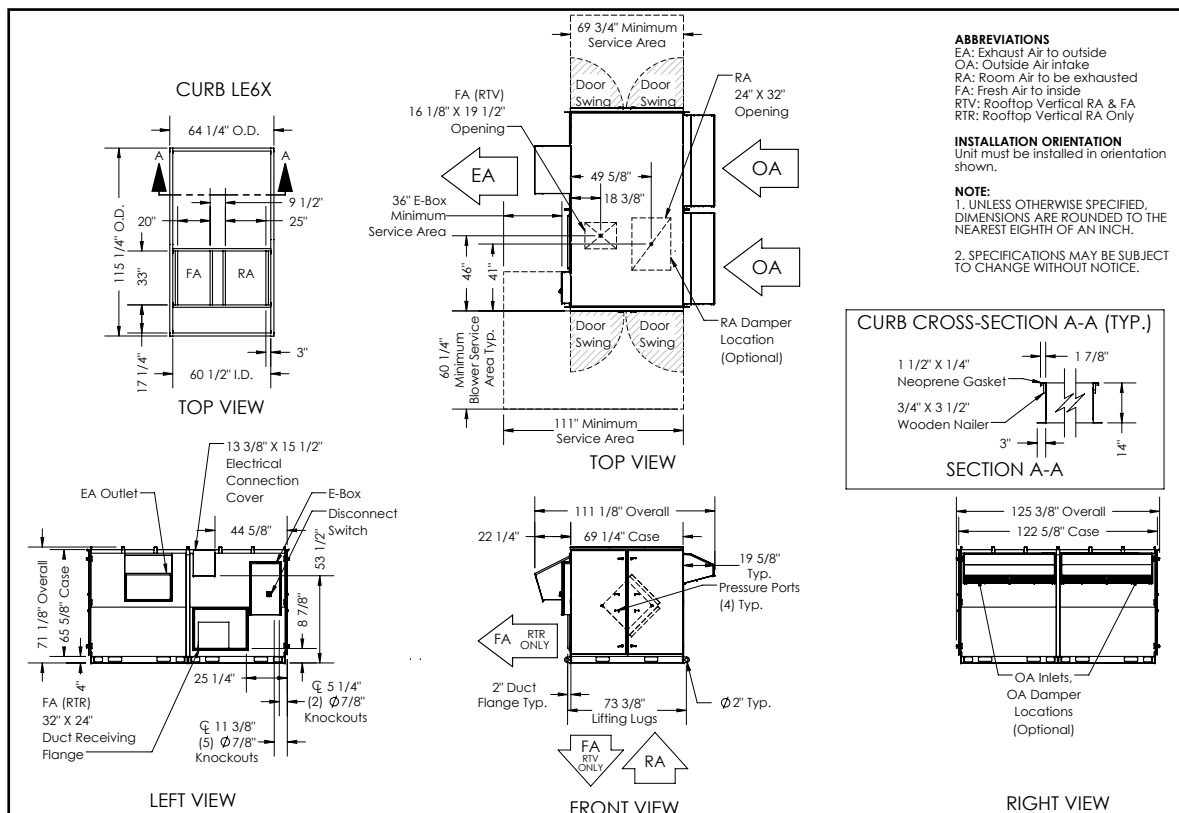 CURB LE6X
64 1/4" O.D.
A
A
9 1/2"
20"
25"
115 1/4" O.D.
33"
FA
RA
17 1/4"
3"
60 1/2" I.D.
TOP VIEW
69 3/4" Minimum
Service Area
Door
Swing
Door
Swing
FA (RTV)
16 1/8" X 19 1/2"
Opening
RA
24" X 32"
Opening
EA
OA
49 5/8"
18 3/8"
36" E-Box
Minimum
Service Area
46"
41"
OA
60 1/4"
Minimum
Blower Service
Area Typ.
Door
Swing
Door
Swing
RA Damper
Location
(Optional)
111" Minimum
Service Area
TOP VIEW
ABBREVIATIONS
EA: Exhaust Air to outside
OA: Outside Air intake
RA: Room Air to be exhausted
FA: Fresh Air to inside
RTV: Rooftop Vertical RA & FA
RTR: Rooftop Vertical RA Only
INSTALLATION ORIENTATION
Unit must be installed in orientation
shown.
NOTE:
1. UNLESS OTHERWISE SPECIFIED,
DIMENSIONS ARE ROUNDED TO THE
NEAREST EIGHTH OF AN INCH.
2. SPECIFICATIONS MAY BE SUBJECT
TO CHANGE WITHOUT NOTICE.
CURB CROSS-SECTION A-A (TYP.)
1 1/2" X 1/4"
Neoprene Gasket
1 7/8"
3/4" X 3 1/2"
Wooden Nailer
3"
14"
SECTION A-A
13 3/8" X 15 1/2"
Electrical
Connection
Cover
EA Outlet
E-Box
Disconnect
Switch
44 5/8"
53 1/2"
71 1/8" Overall
65 5/8" Case
8 7/8"
4"
25 1/4"
FA (RTR)
32" X 24"
Duct Receiving
Flange
℄ 5 1/4"
(2) Ø7/8"
Knockouts
℄ 11 3/8"
(5) Ø7/8"
Knockouts
LEFT VIEW
111 1/8" Overall
22 1/4"
69 1/4" Case
19 5/8"
Typ.
Pressure Ports
(4) Typ.
FA
RTR
ONLY
2" Duct
Flange Typ.
73 3/8"
Lifting Lugs
Ø2" Typ.
FA
RTV
ONLY
RA
FRONT VIEW
125 3/8" Overall
122 5/8" Case
OA Inlets,
OA Damper
Locations
(Optional)
RIGHT VIEW